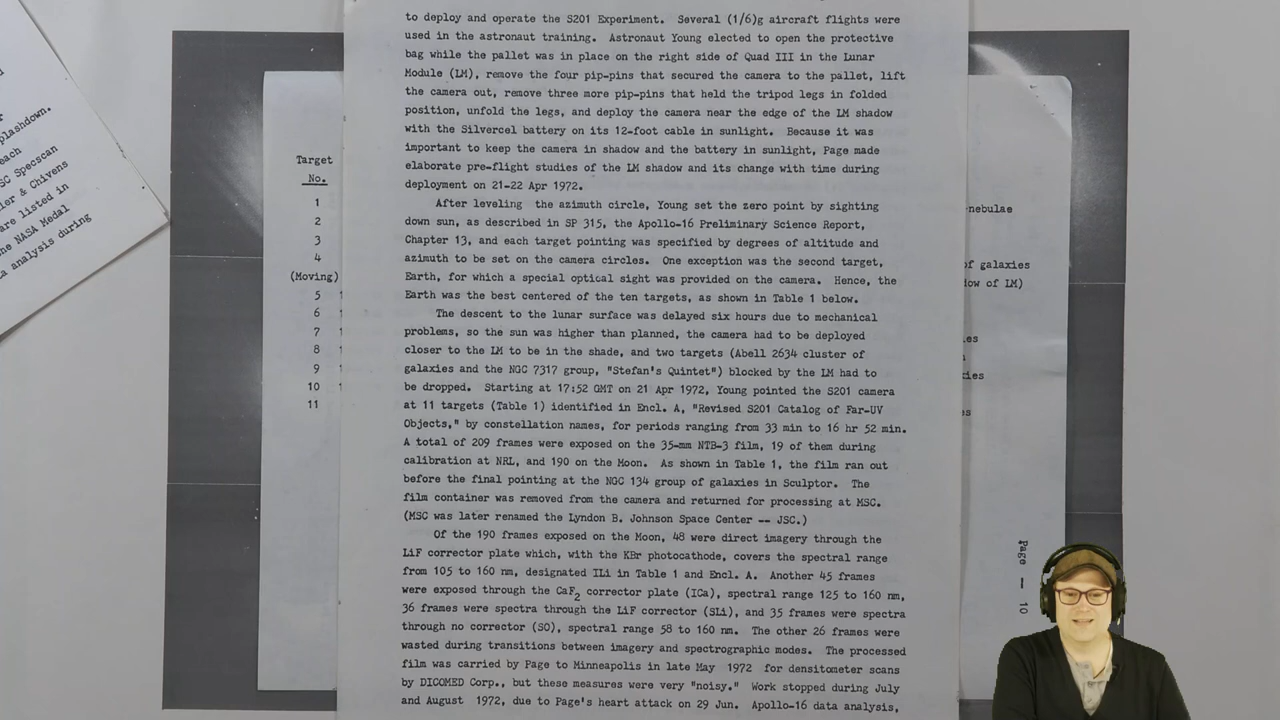 to deploy and operate the S201 Experiment. Several (1/6)g aircraft flights were
used in the astronaut training. Astronaut Young elected to open the protective
bag while the pallet was in place on the right side of Quad III in the Lunar
Module (LM), remove the four pip-pins that secured the camera to the pallet, lift
the camera out, remove three more pip-pins that held the tripod legs in folded
position, unfold the legs, and deploy the camera near the edge of the LM shadow
with the Silvercel battery on its 12-foot cable in sunlight. Because it was
important to keep the camera in shadow and the battery in sunlight, Page made
elaborate pre-flight studies of the LM shadow and its change with time during
deployment on 21-22 Apr 1972.
After leveling the azimuth circle, Young set the zero point by sighting
down sun, as described in SP 315, the Apollo-16 Preliminary Science Report,
Chapter 13, and each target pointing was specified by degrees of altitude and
azimuth to be set on the camera circles. One exception was the second target,
Earth, for which a special optical sight was provided on the camera. Hence, the
Earth was the best centered of the ten targets, as shown in Table 1 below.
The descent to the lunar surface was delayed six hours due to mechanical
problems, so the sun was higher than planned, the camera had to be deployed
closer to the LM to be in the shade, and two targets (Abell 2634 cluster of
galaxies and the NGC 7317 group, "Stefan's Quintet") blocked by the LM had to
be dropped. Starting at 17:52 GMT on 21 Apr 1972, Young pointed the S201 camera
at 11 targets (Table 1) identified in Encl. A, "Revised S201 Catalog of Far-UV
Objects," by constellation names, for periods ranging from 33 min to 16 hr 52 min.
A total of 209 frames were exposed on the 35-mm NTB-3 film, 19 of them during
calibration at NRL, and 190 on the Moon. As shown in Table 1, the film ran out
before the final pointing at the NGC 134 group of galaxies in Sculptor. The
film container was removed from the camera and returned for processing at MSC.
(MSC was later renamed the Lyndon B. Johnson Space Center -- JSC.)
Of the 190 frames exposed on the Moon, 48 were direct imagery through the
LiF corrector plate which, with the KBr photocathode, covers the spectral range
from 105 to 160 nm, designated ILi in Table 1 and Encl. A. Another 45 frames
were exposed through the CaF2 corrector plate (ICa), spectral range 125 to 160 nm,
36 frames were spectra through the LiF corrector (SLi), and 35 frames were spectra
through no corrector (SO), spectral range 58 to 160 nm. The other 26 frames were
wasted during transitions between imagery and spectrographic modes. The processed
film was carried by Page to Minneapolis in late May 1972 for densitometer scans
by DICOMED Corp., but these measures were very "noisy." Work stopped during July
and August 1972, due to Page's heart attack on 29 Jun. Apollo-16 data analysis,
Target
No.
1
2
3
4
(Moving)
5
6
7
8
9
10
11
-nebulae
of galaxies
of LM)
Page - 10
splashdown.
each
SC Specscan
ler & Chivens
are listed in
he NASA Medal
analysis during